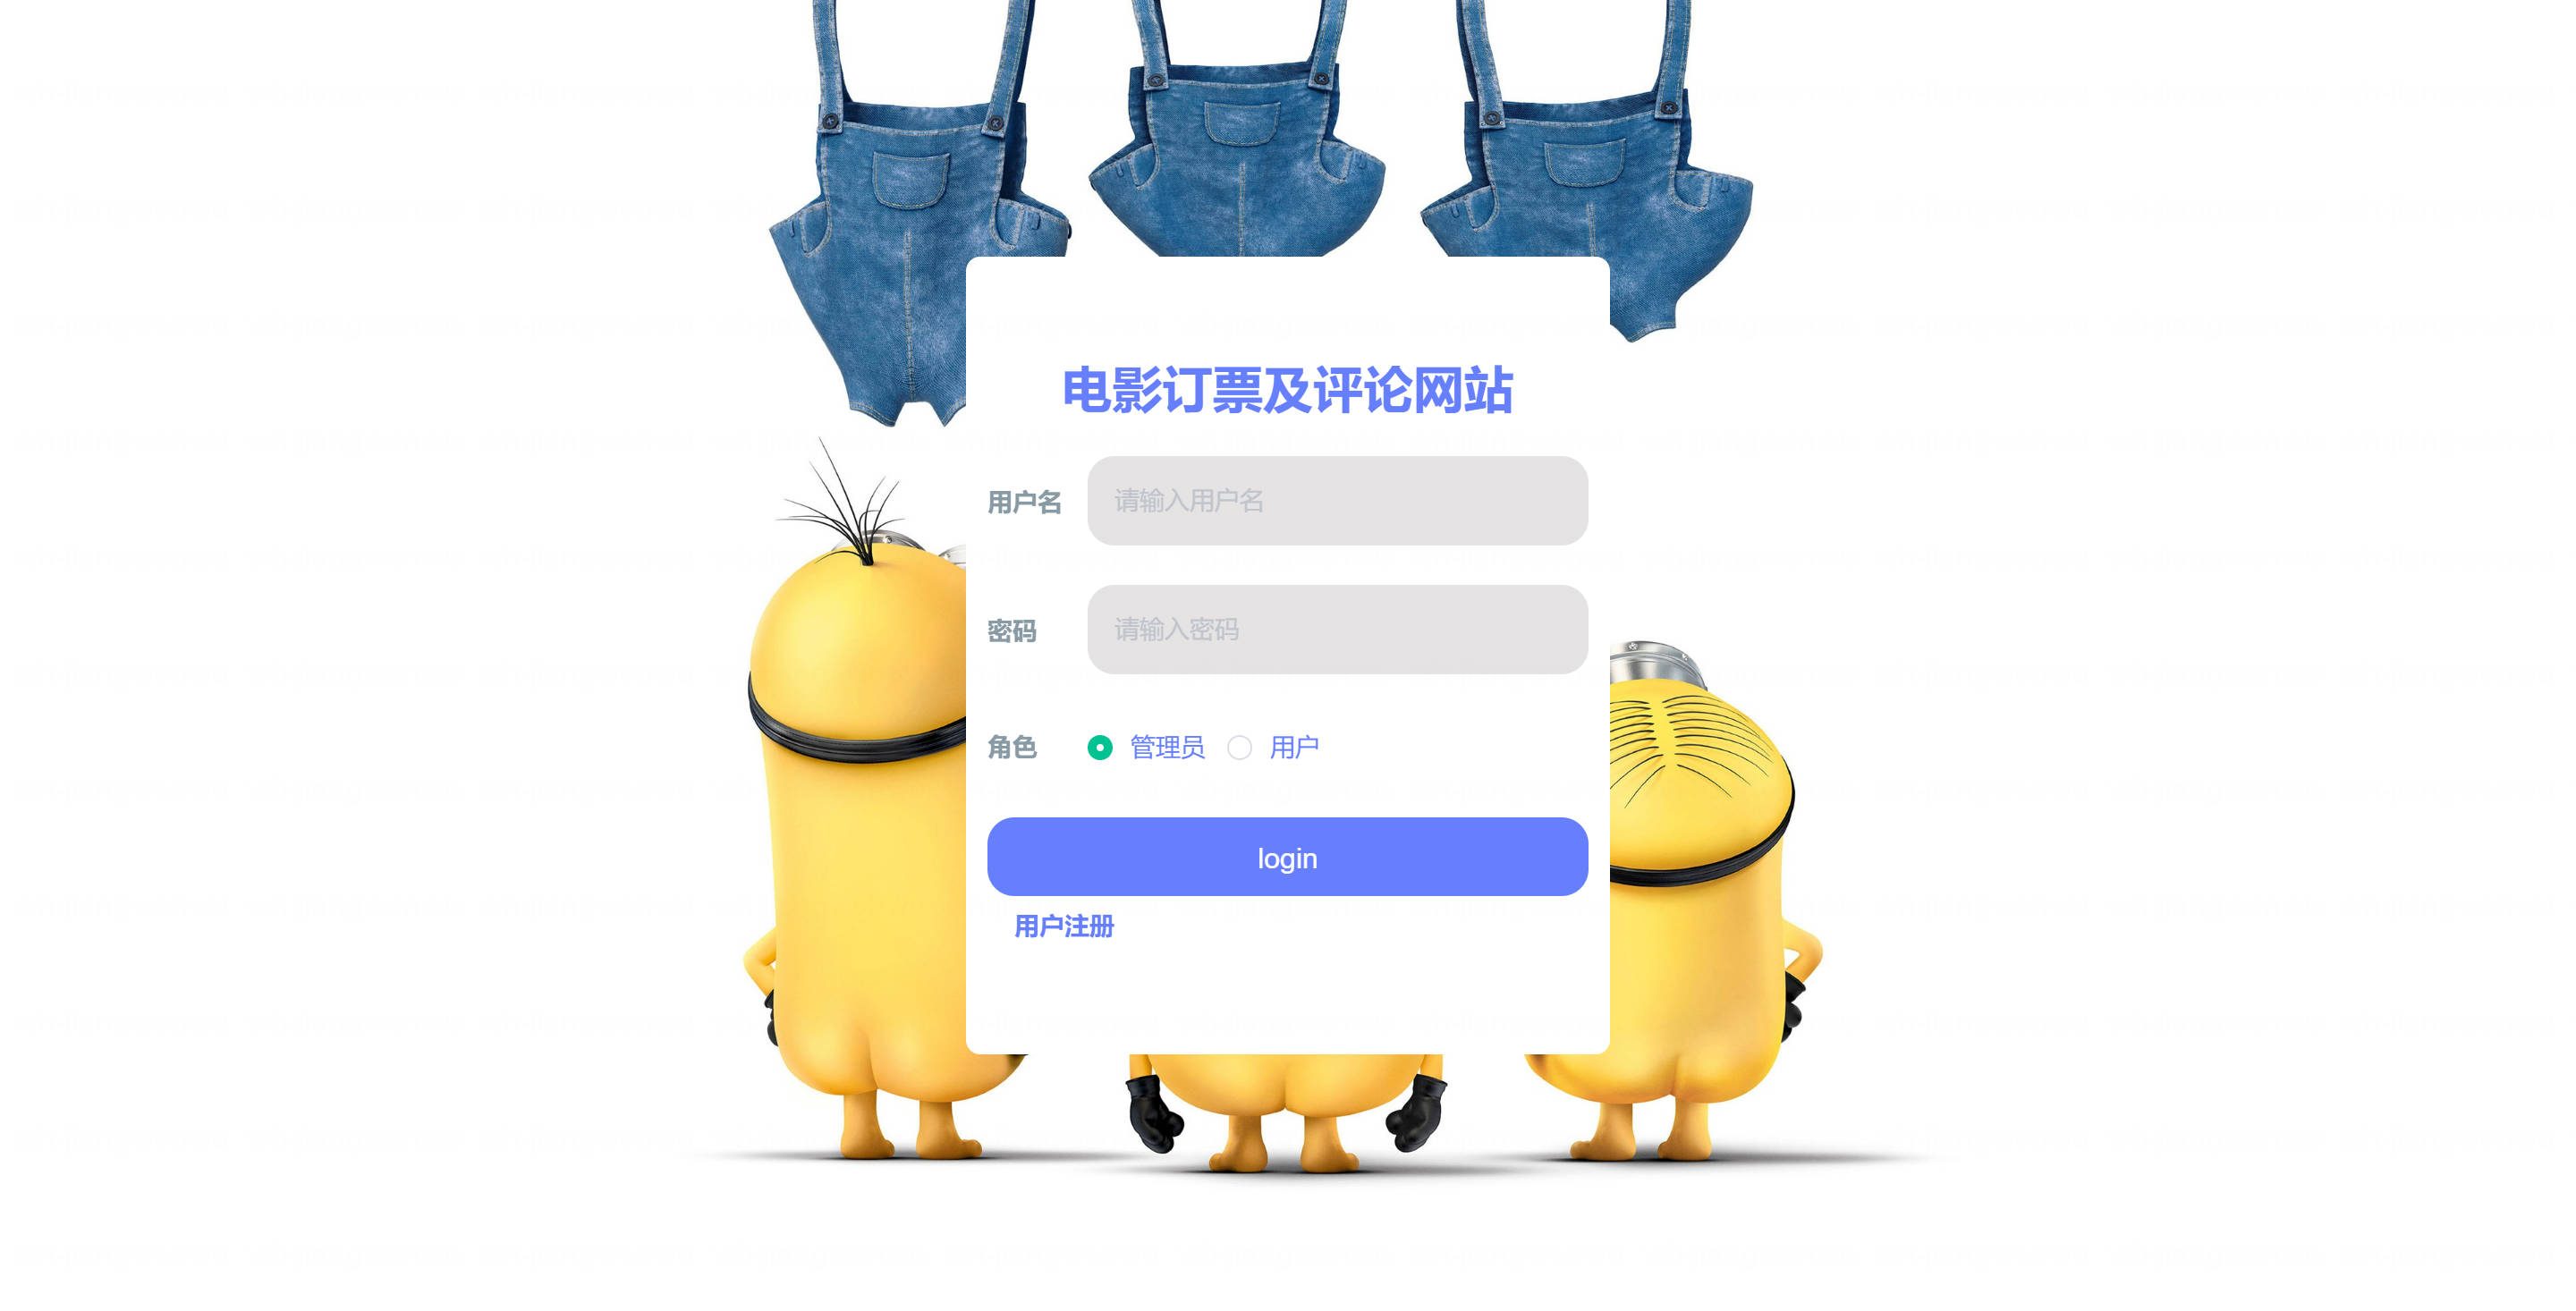 电影订票及评论网站
用户名
请输入用户名
密码
请输入密码
角色 管理员 用户
login
用户注册